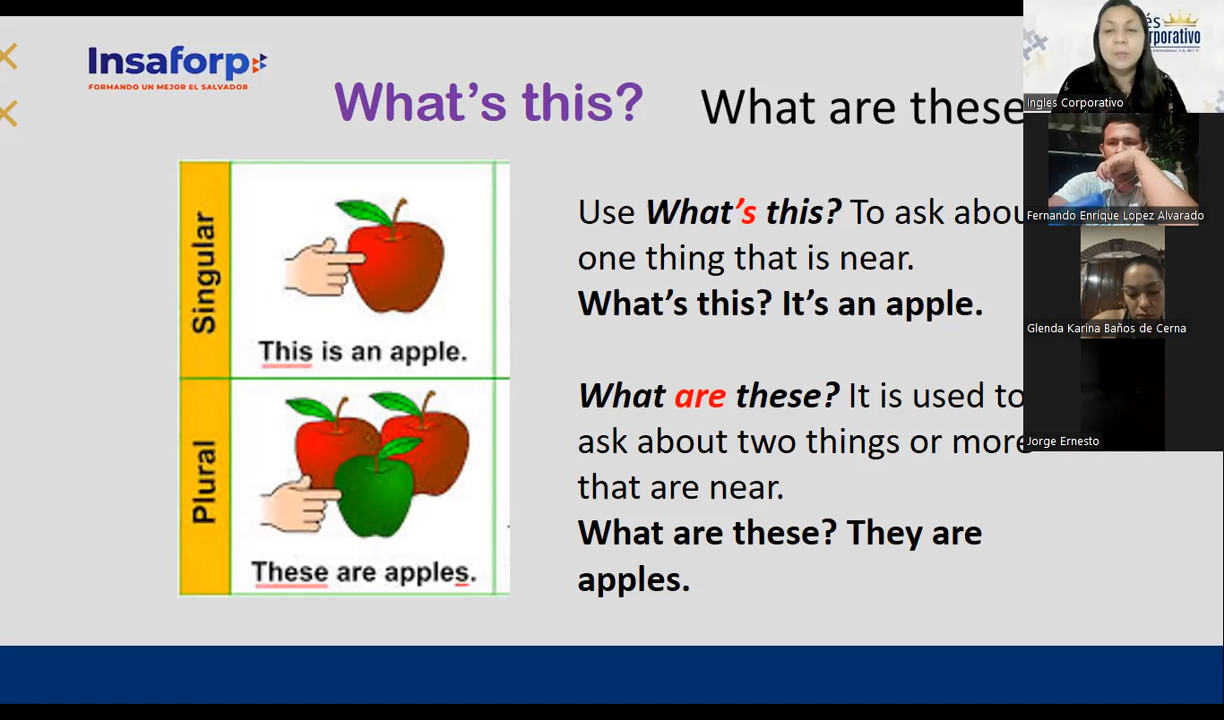 Insaforp
FORMANDO UN MEJOR EL SALVADOR
What's this?
What are these
Singular
This is an apple.
Plural
These are apples.
Use What's this? To ask abou
one thing that is near.
What's this? It's an apple.
What are these? It is used to
ask about two things or more
that are near.
What are these? They are
apples.
és
rporativo
Ingles Corporativo
Fernando Enrique Lopez Alvarado
Glenda Karina Baños de Cerna
Jorge Ernesto